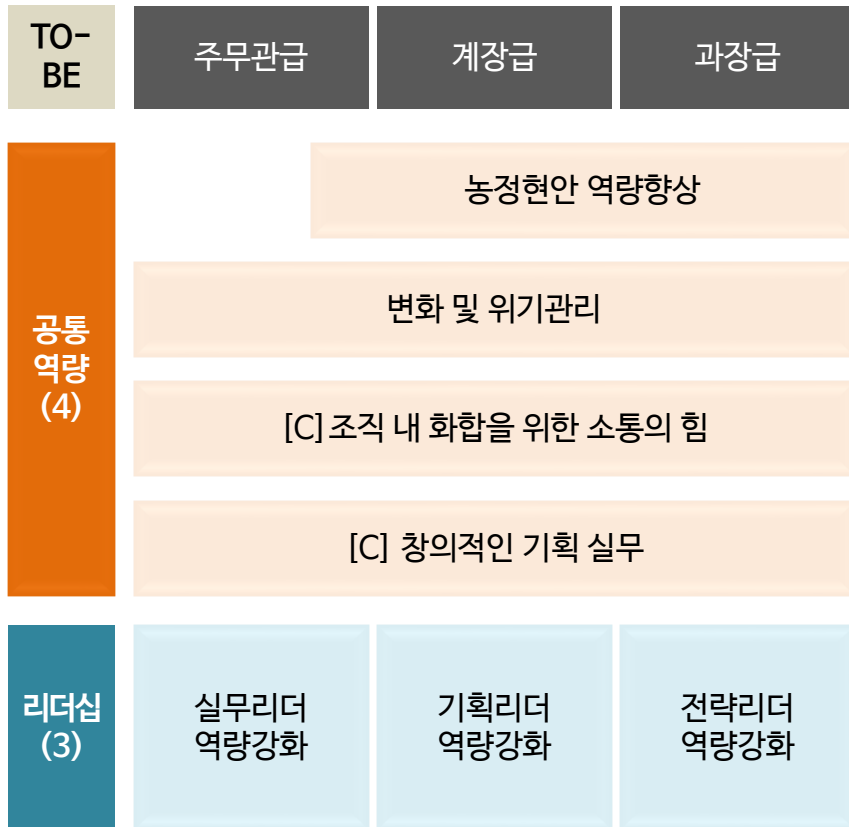 TO-
BE
주무관급
계장급
과장급
공통
역량
(4)
농정현안 역량향상
변화 및 위기관리
[C] 조직 내 화합을 위한 소통의 힘
[C] 창의적인 기획 실무
리더십
(3)
실무리더
역량강화
기획리더
역량강화
전략리더
역량강화